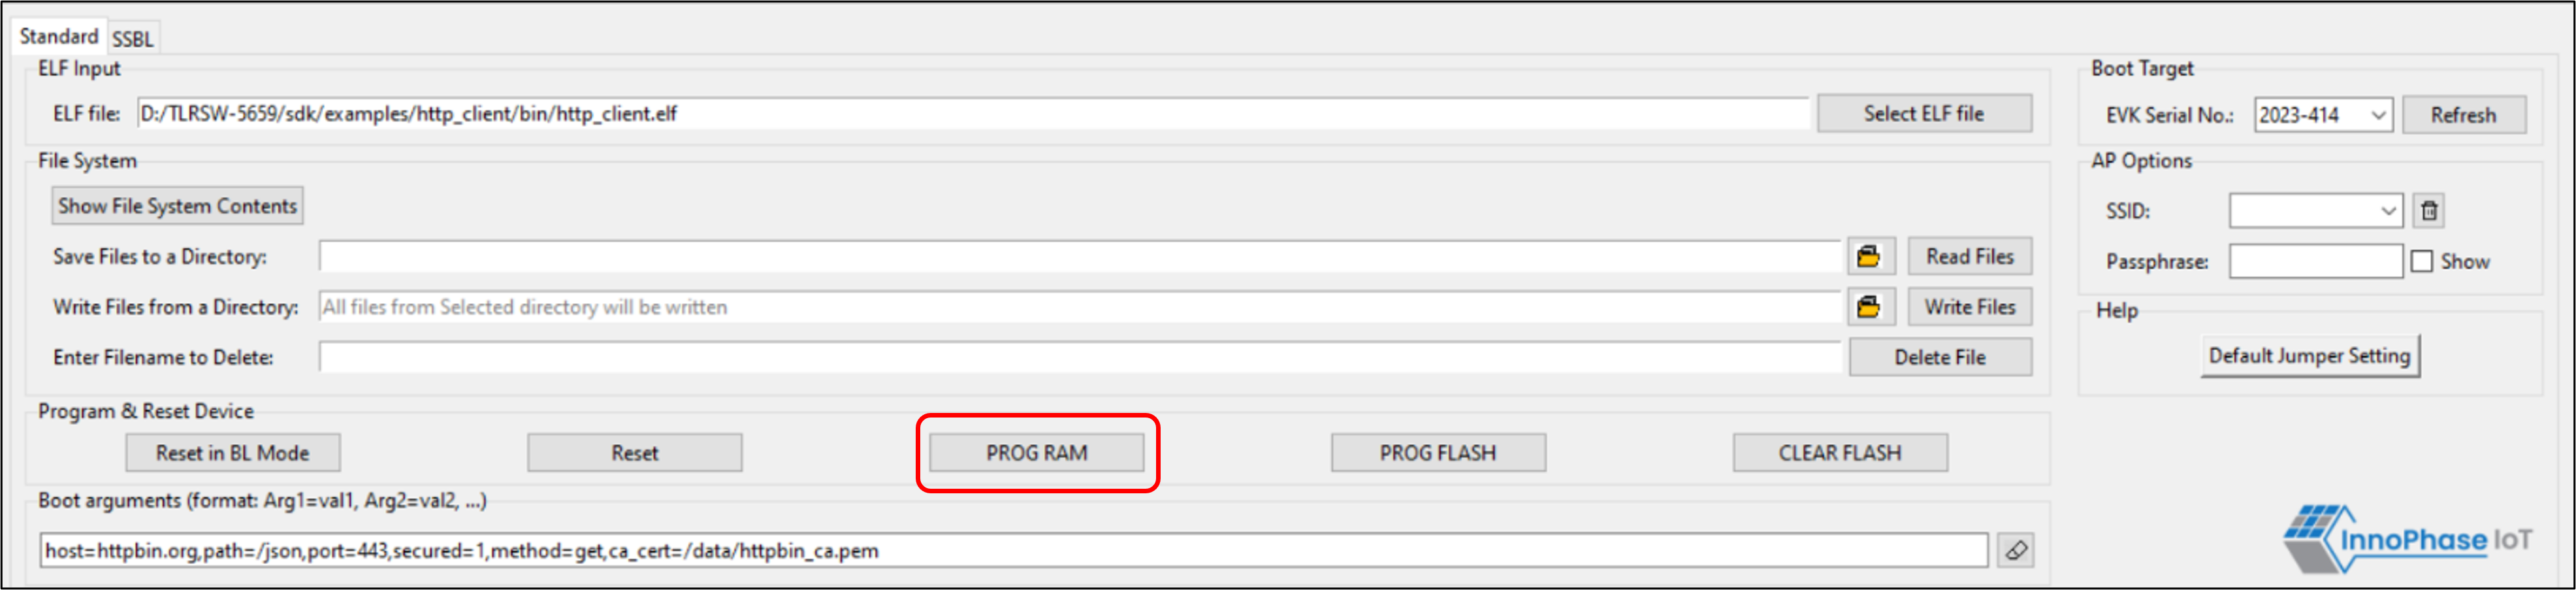 Standard SSBL
ELF Input
ELF file: D:/TLRSW-5659/sdk/examples/http_client/bin/http_client.elf Select ELF file
File System
Show File System Contents
Save Files to a Directory: Read Files
Write Files from a Directory: All files from Selected directory will be written Write Files
Enter Filename to Delete: Delete File
Program & Reset Device
Reset in BL Mode Reset PROG RAM PROG FLASH CLEAR FLASH
Boot arguments (format: Arg1=val1, Arg2=val2, ...)
host=httpbin.org,path=/json,port=443,secured=1,method=get,ca_cert=/data/httpbin_ca.pem
Boot Target
EVK Serial No.: 2023-414 Refresh
AP Options
SSID:
Passphrase: Show
Help
Default Jumper Setting
InnoPhase IoT